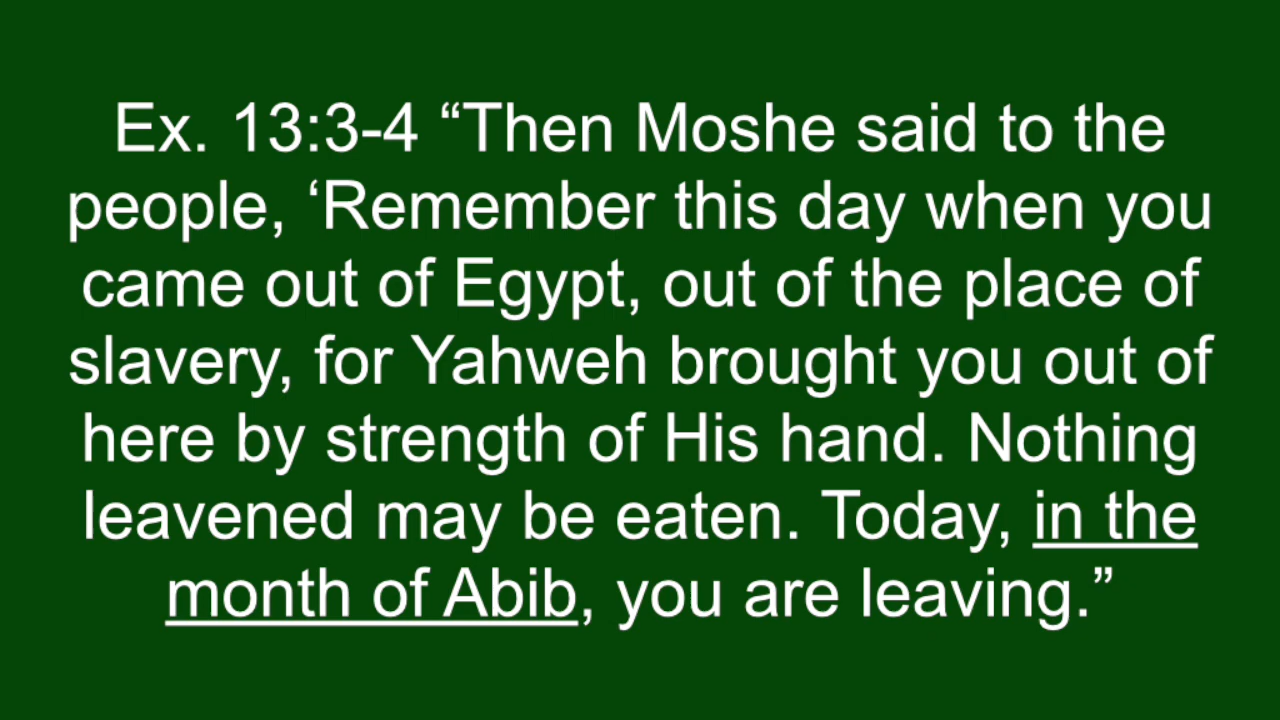 Ex. 13:3-4 “Then Moshe said to the
people, ‘Remember this day when you
came out of Egypt, out of the place of
slavery, for Yahweh brought you out of
here by strength of His hand. Nothing
leavened may be eaten. Today, in the
month of Abib, you are leaving.”